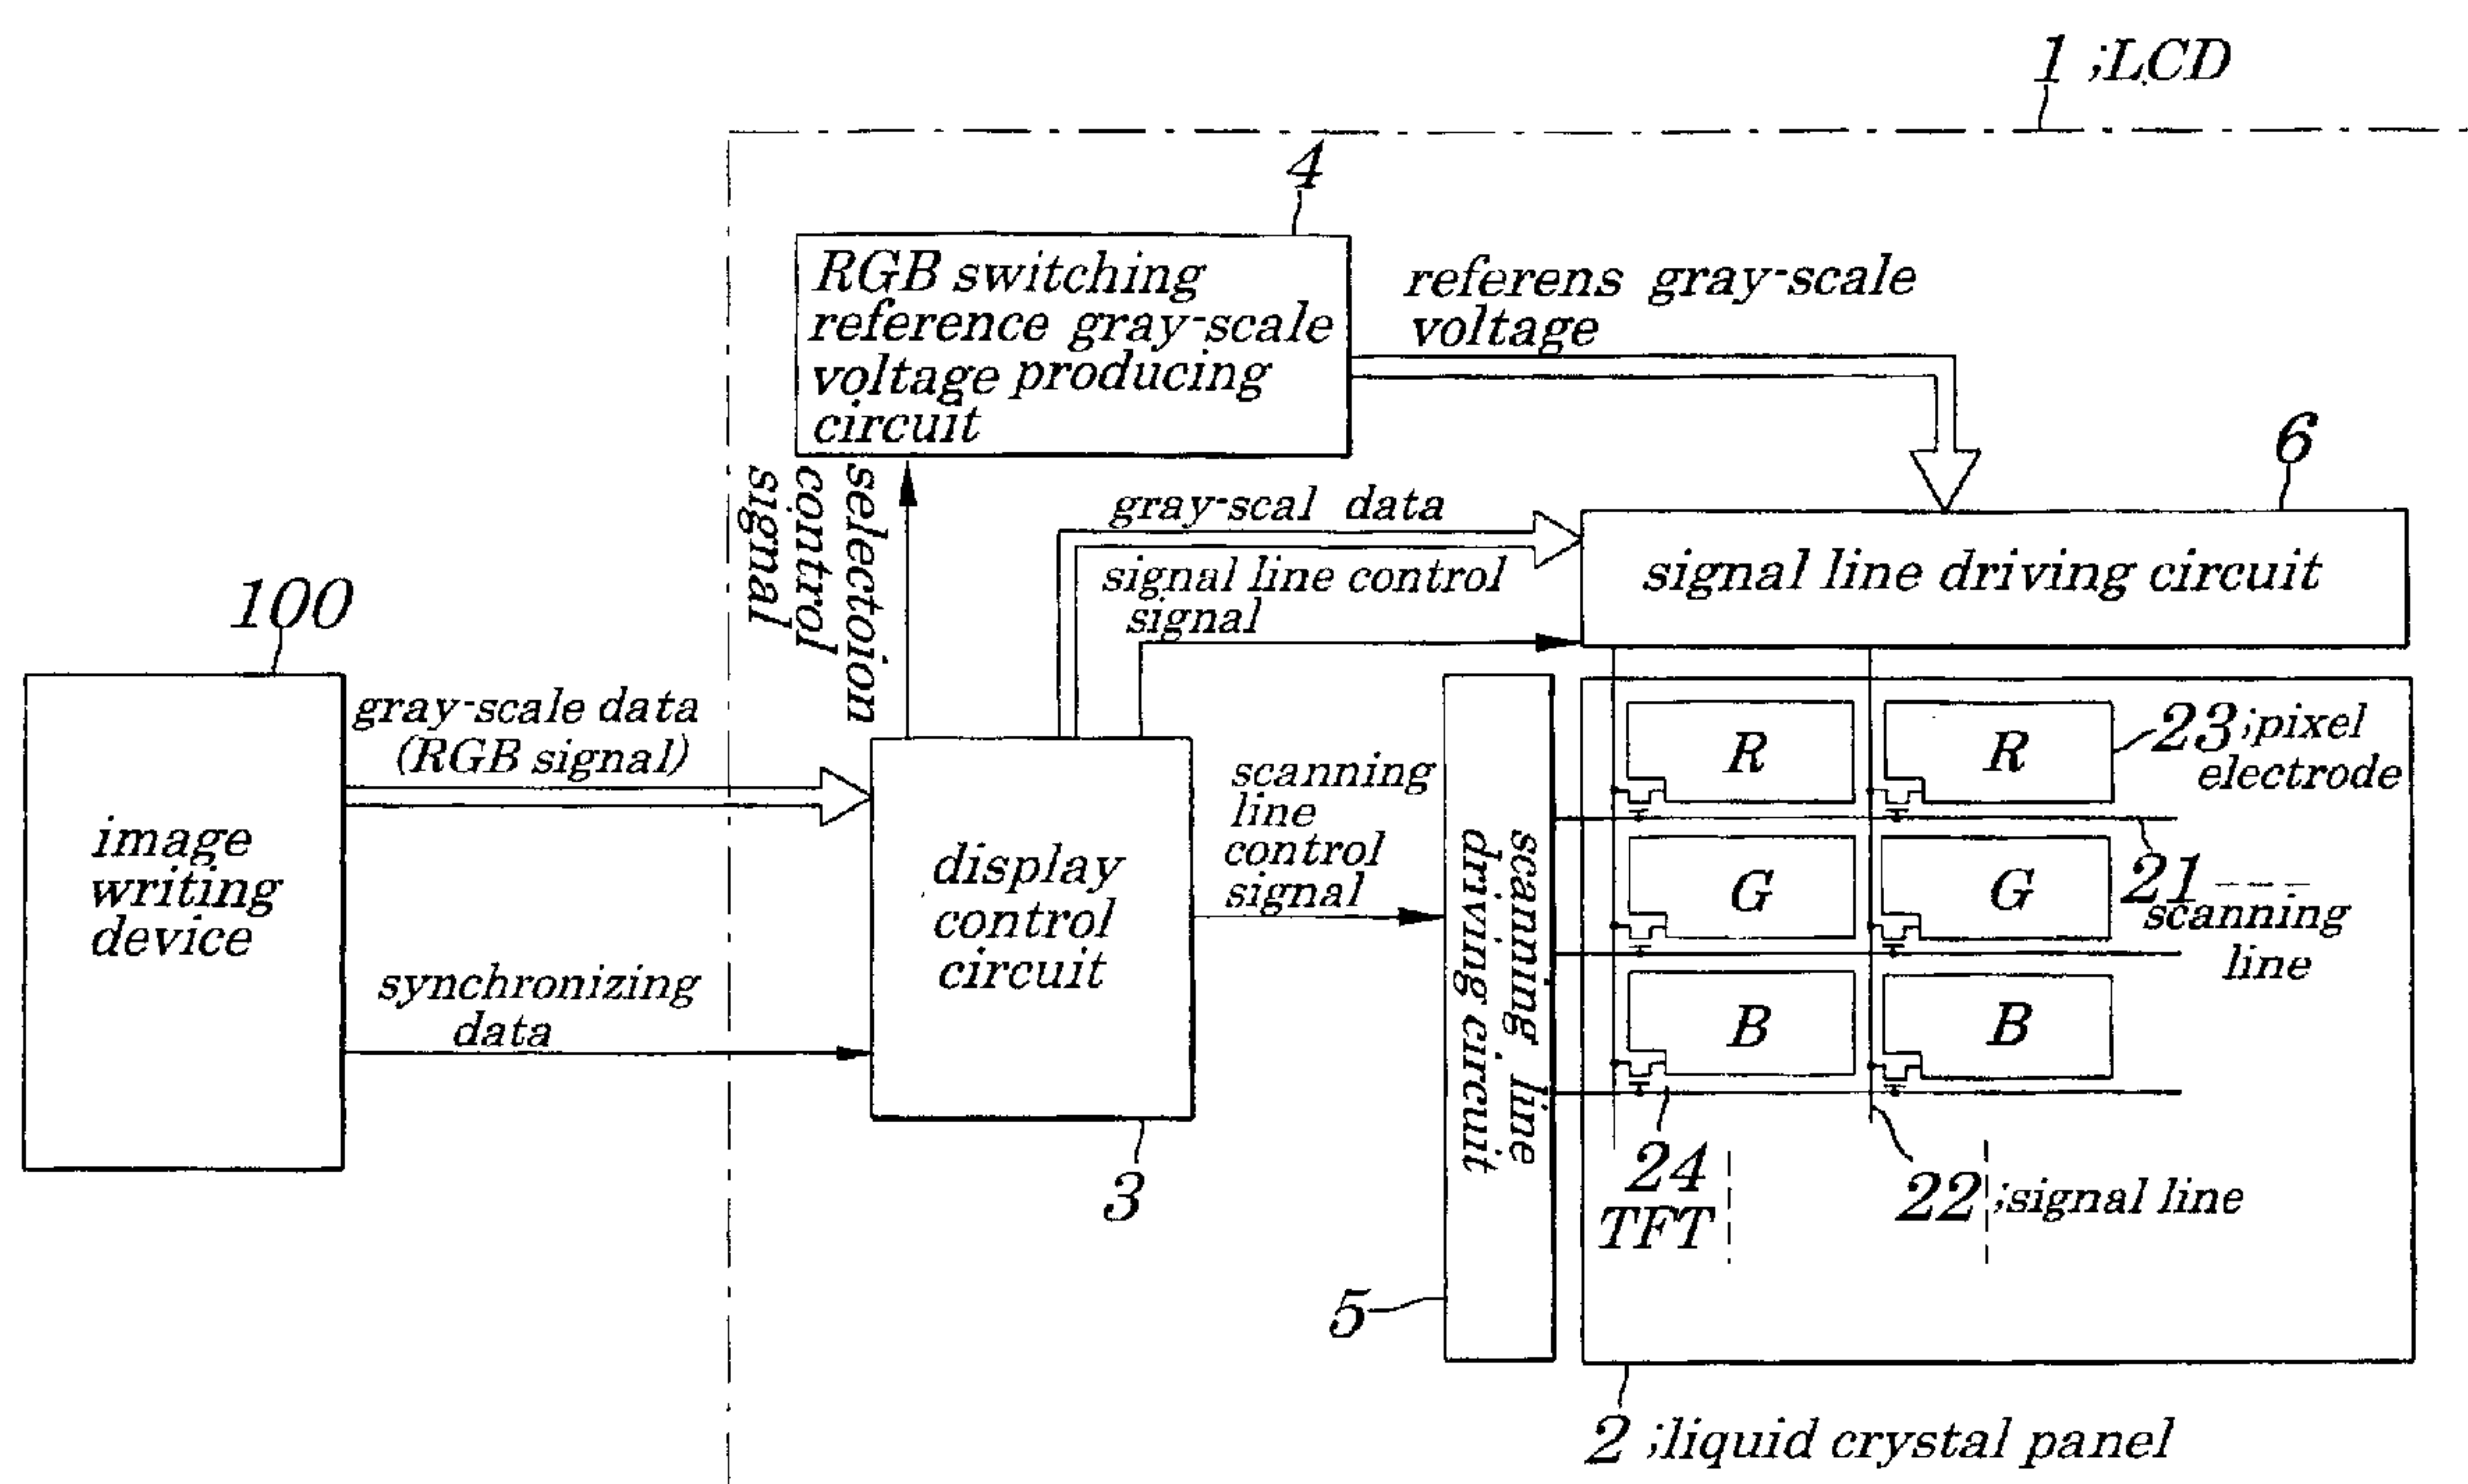 1 ;LCD
4
RGB switching
reference gray-scale
voltage producing
circuit
referens gray-scale
voltage
6
selectoion
control
signal
gray-scal data
signal line control
signal
signal line driving circuit
100
image
writing
device
gray-scale data
(RGB signal)
synchronizing
data
display
control
circuit
3
scanning
line
control
signal
scanning line
driving circuit
5
R
R
23 ;pixel
electrode
G
G
21
scanning
line
B
B
24
TFT
22 ;signal line
2 ;liquid crystal panel